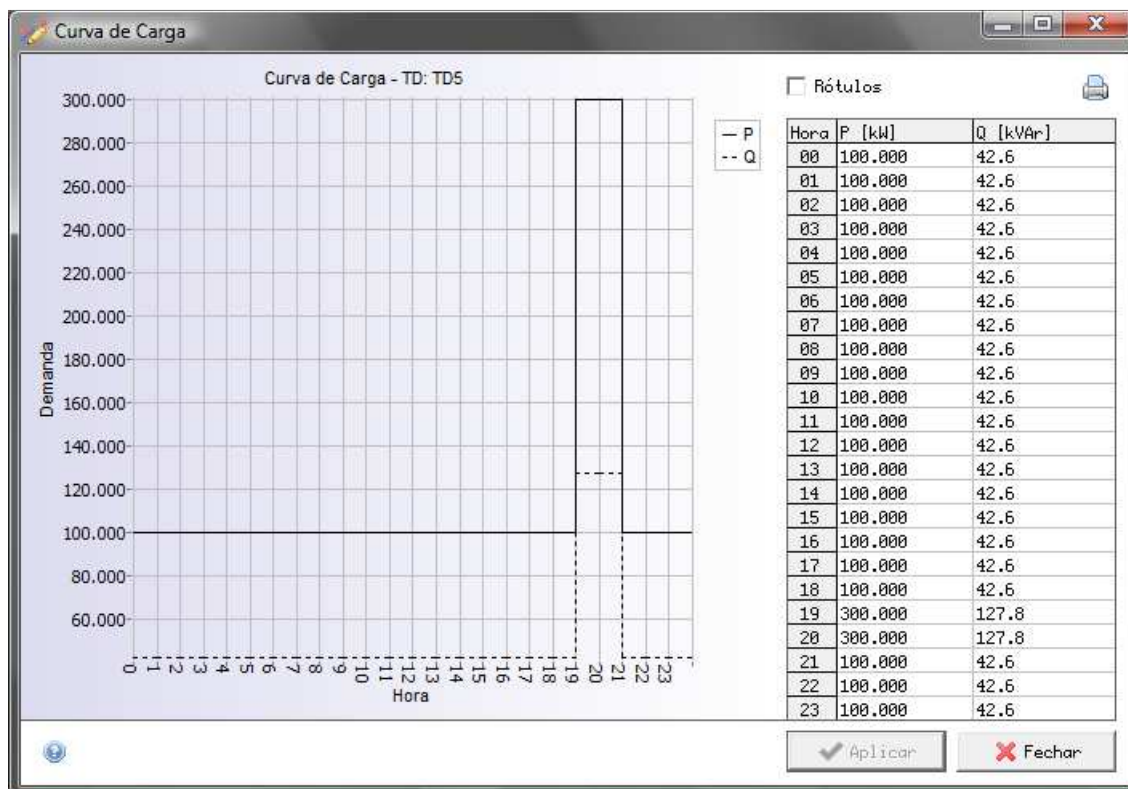 Curva de Carga
Curva de Carga - TD: TD5
300.000
280.000
260.000
240.000
220.000
200.000
180.000
160.000
140.000
120.000
100.000
80.000
60.000
Demanda
0 1 2 3 4 5 6 7 8 9 10 11 12 13 14 15 16 17 18 19 20 21 22 23
Hora
P
Q
Rótulos
Hora P [kW] Q [kVAr]
00 100.000 42.6
01 100.000 42.6
02 100.000 42.6
03 100.000 42.6
04 100.000 42.6
05 100.000 42.6
06 100.000 42.6
07 100.000 42.6
08 100.000 42.6
09 100.000 42.6
10 100.000 42.6
11 100.000 42.6
12 100.000 42.6
13 100.000 42.6
14 100.000 42.6
15 100.000 42.6
16 100.000 42.6
17 100.000 42.6
18 100.000 42.6
19 300.000 127.8
20 300.000 127.8
21 100.000 42.6
22 100.000 42.6
23 100.000 42.6
Aplicar
Fechar